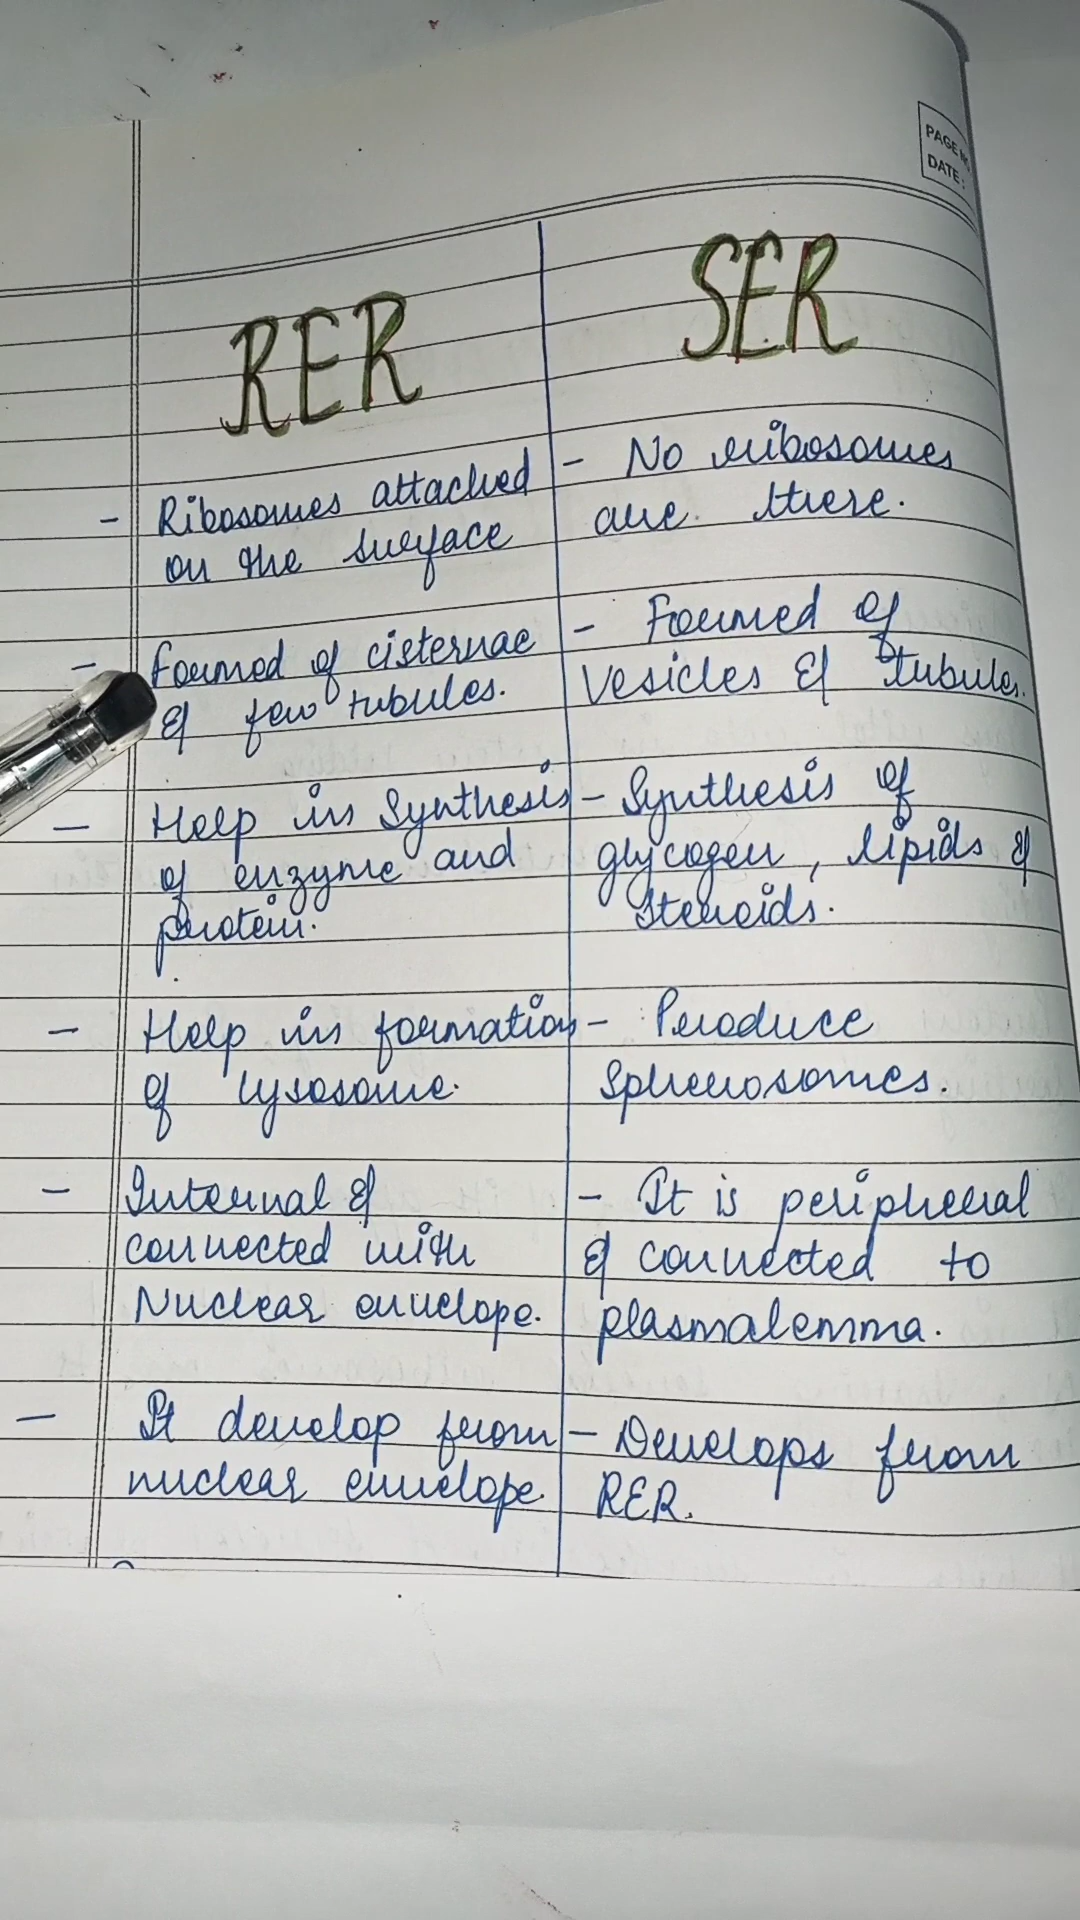 PAGE NO
DATE:
RER
- Ribosomes attached
on the surface
- Formed of cisternae
& few tubules.
- Help in Synthesis
of enzyme and
protein.
- Help in formation
of lysosome.
- Internal &
connected with
Nuclear envelope.
- It develop from
nuclear envelope.
SER
- No ribosomes
are. there.
- Formed of
Vesicles & tubules.
- Synthesis of
glycogen, lipids &
steroids.
- Produce
Spherosomes.
- It is peripheral
& connected to
plasmalemma.
- Develops from
RER.